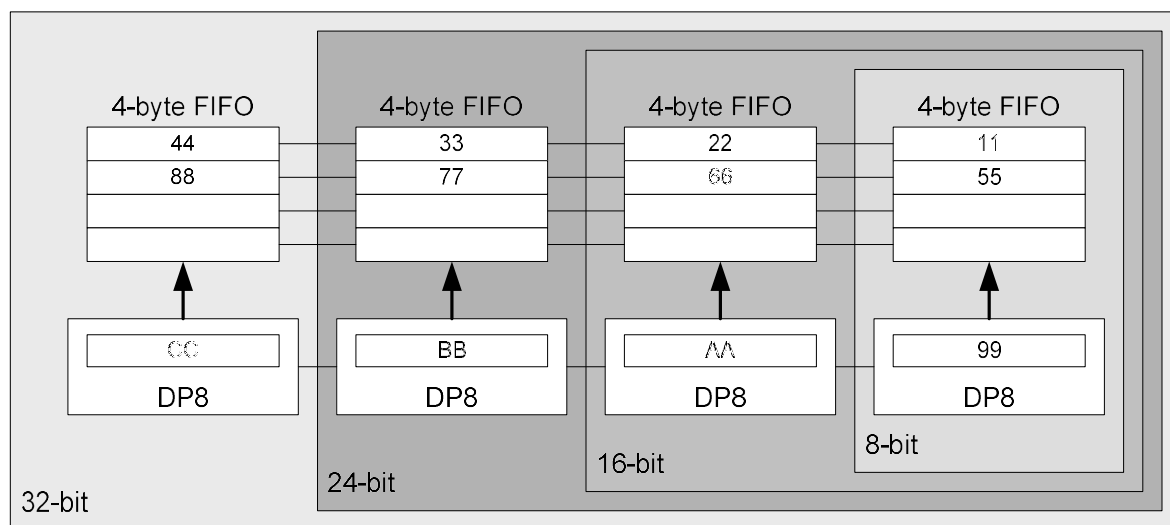 4-byte FIFO 4-byte FIFO 4-byte FIFO 4-byte FIFO
44 33 22 11
88 77 66 55
CC BB AA 99
DP8 DP8 DP8 DP8
8-bit
16-bit
24-bit
32-bit